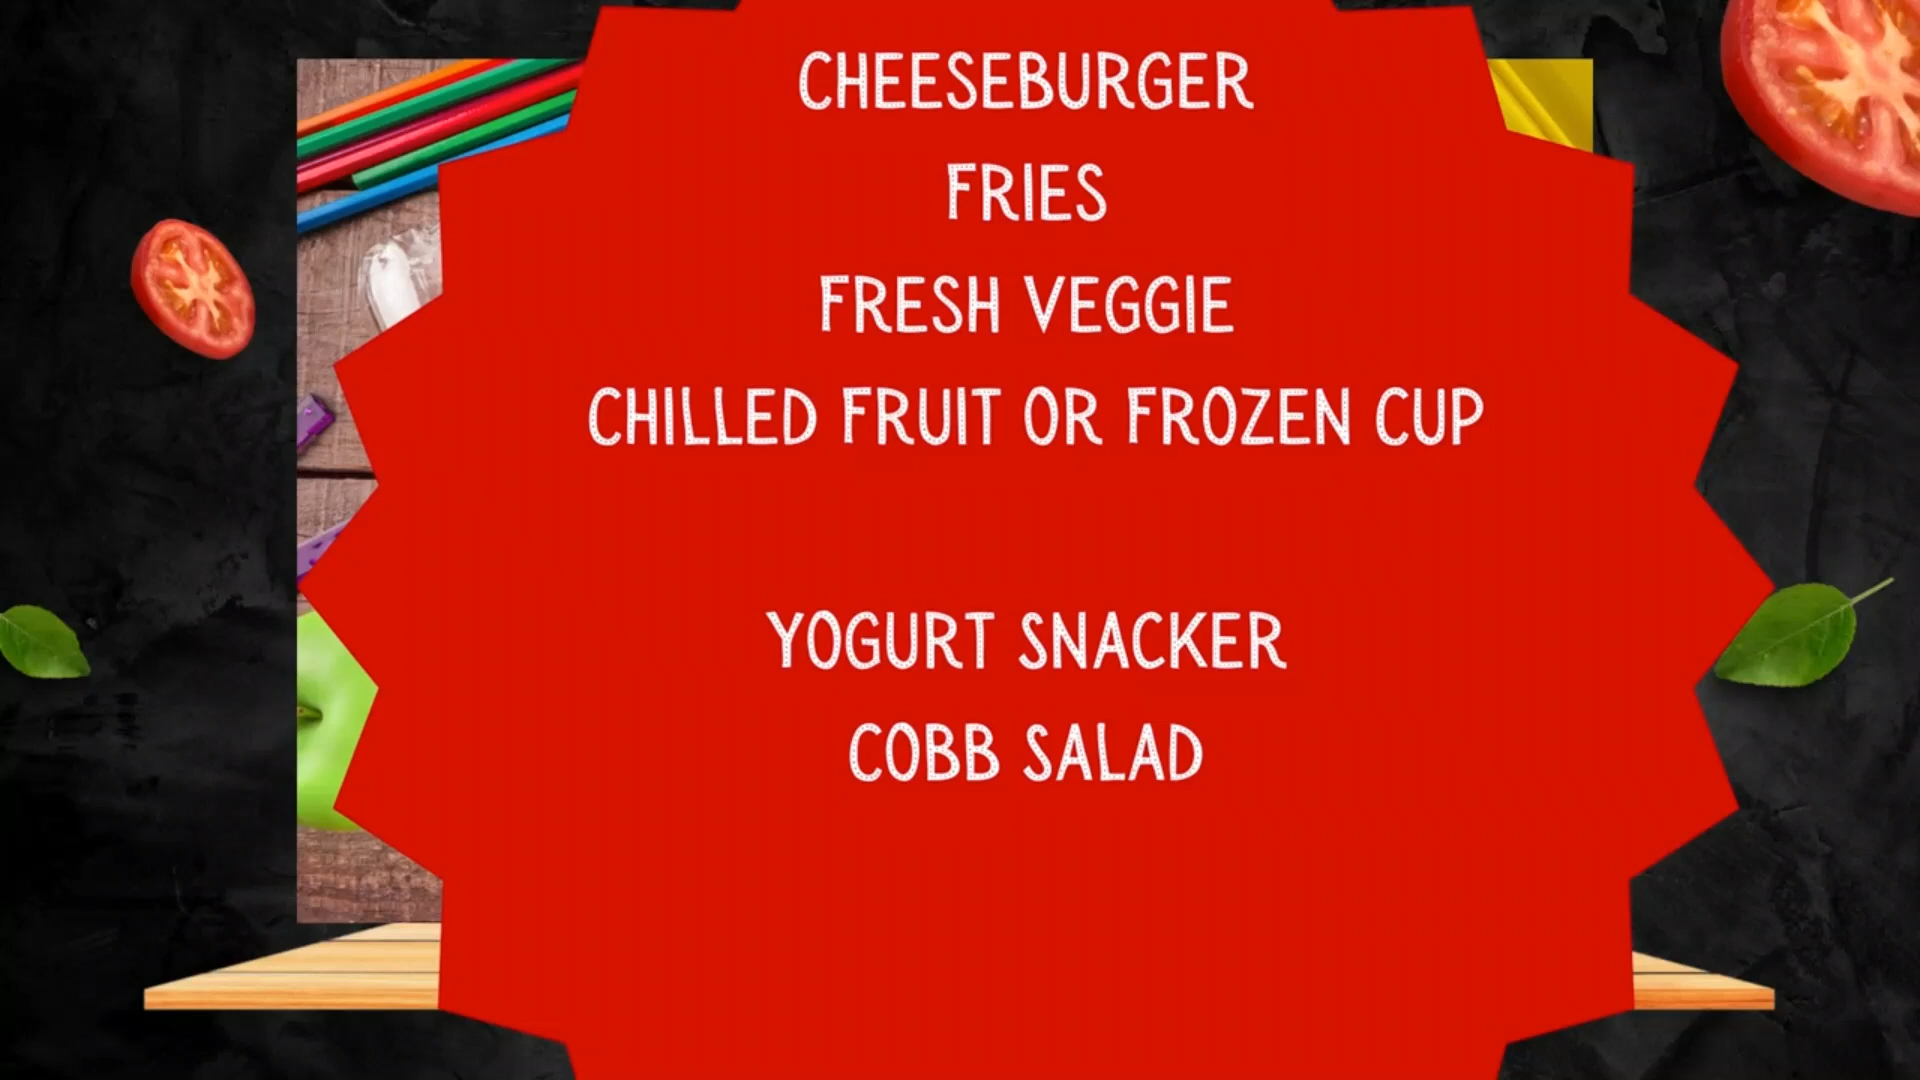 CHEESEBURGER
FRIES
FRESH VEGGIE
CHILLED FRUIT OR FROZEN CUP
YOGURT SNACKER
COBB SALAD